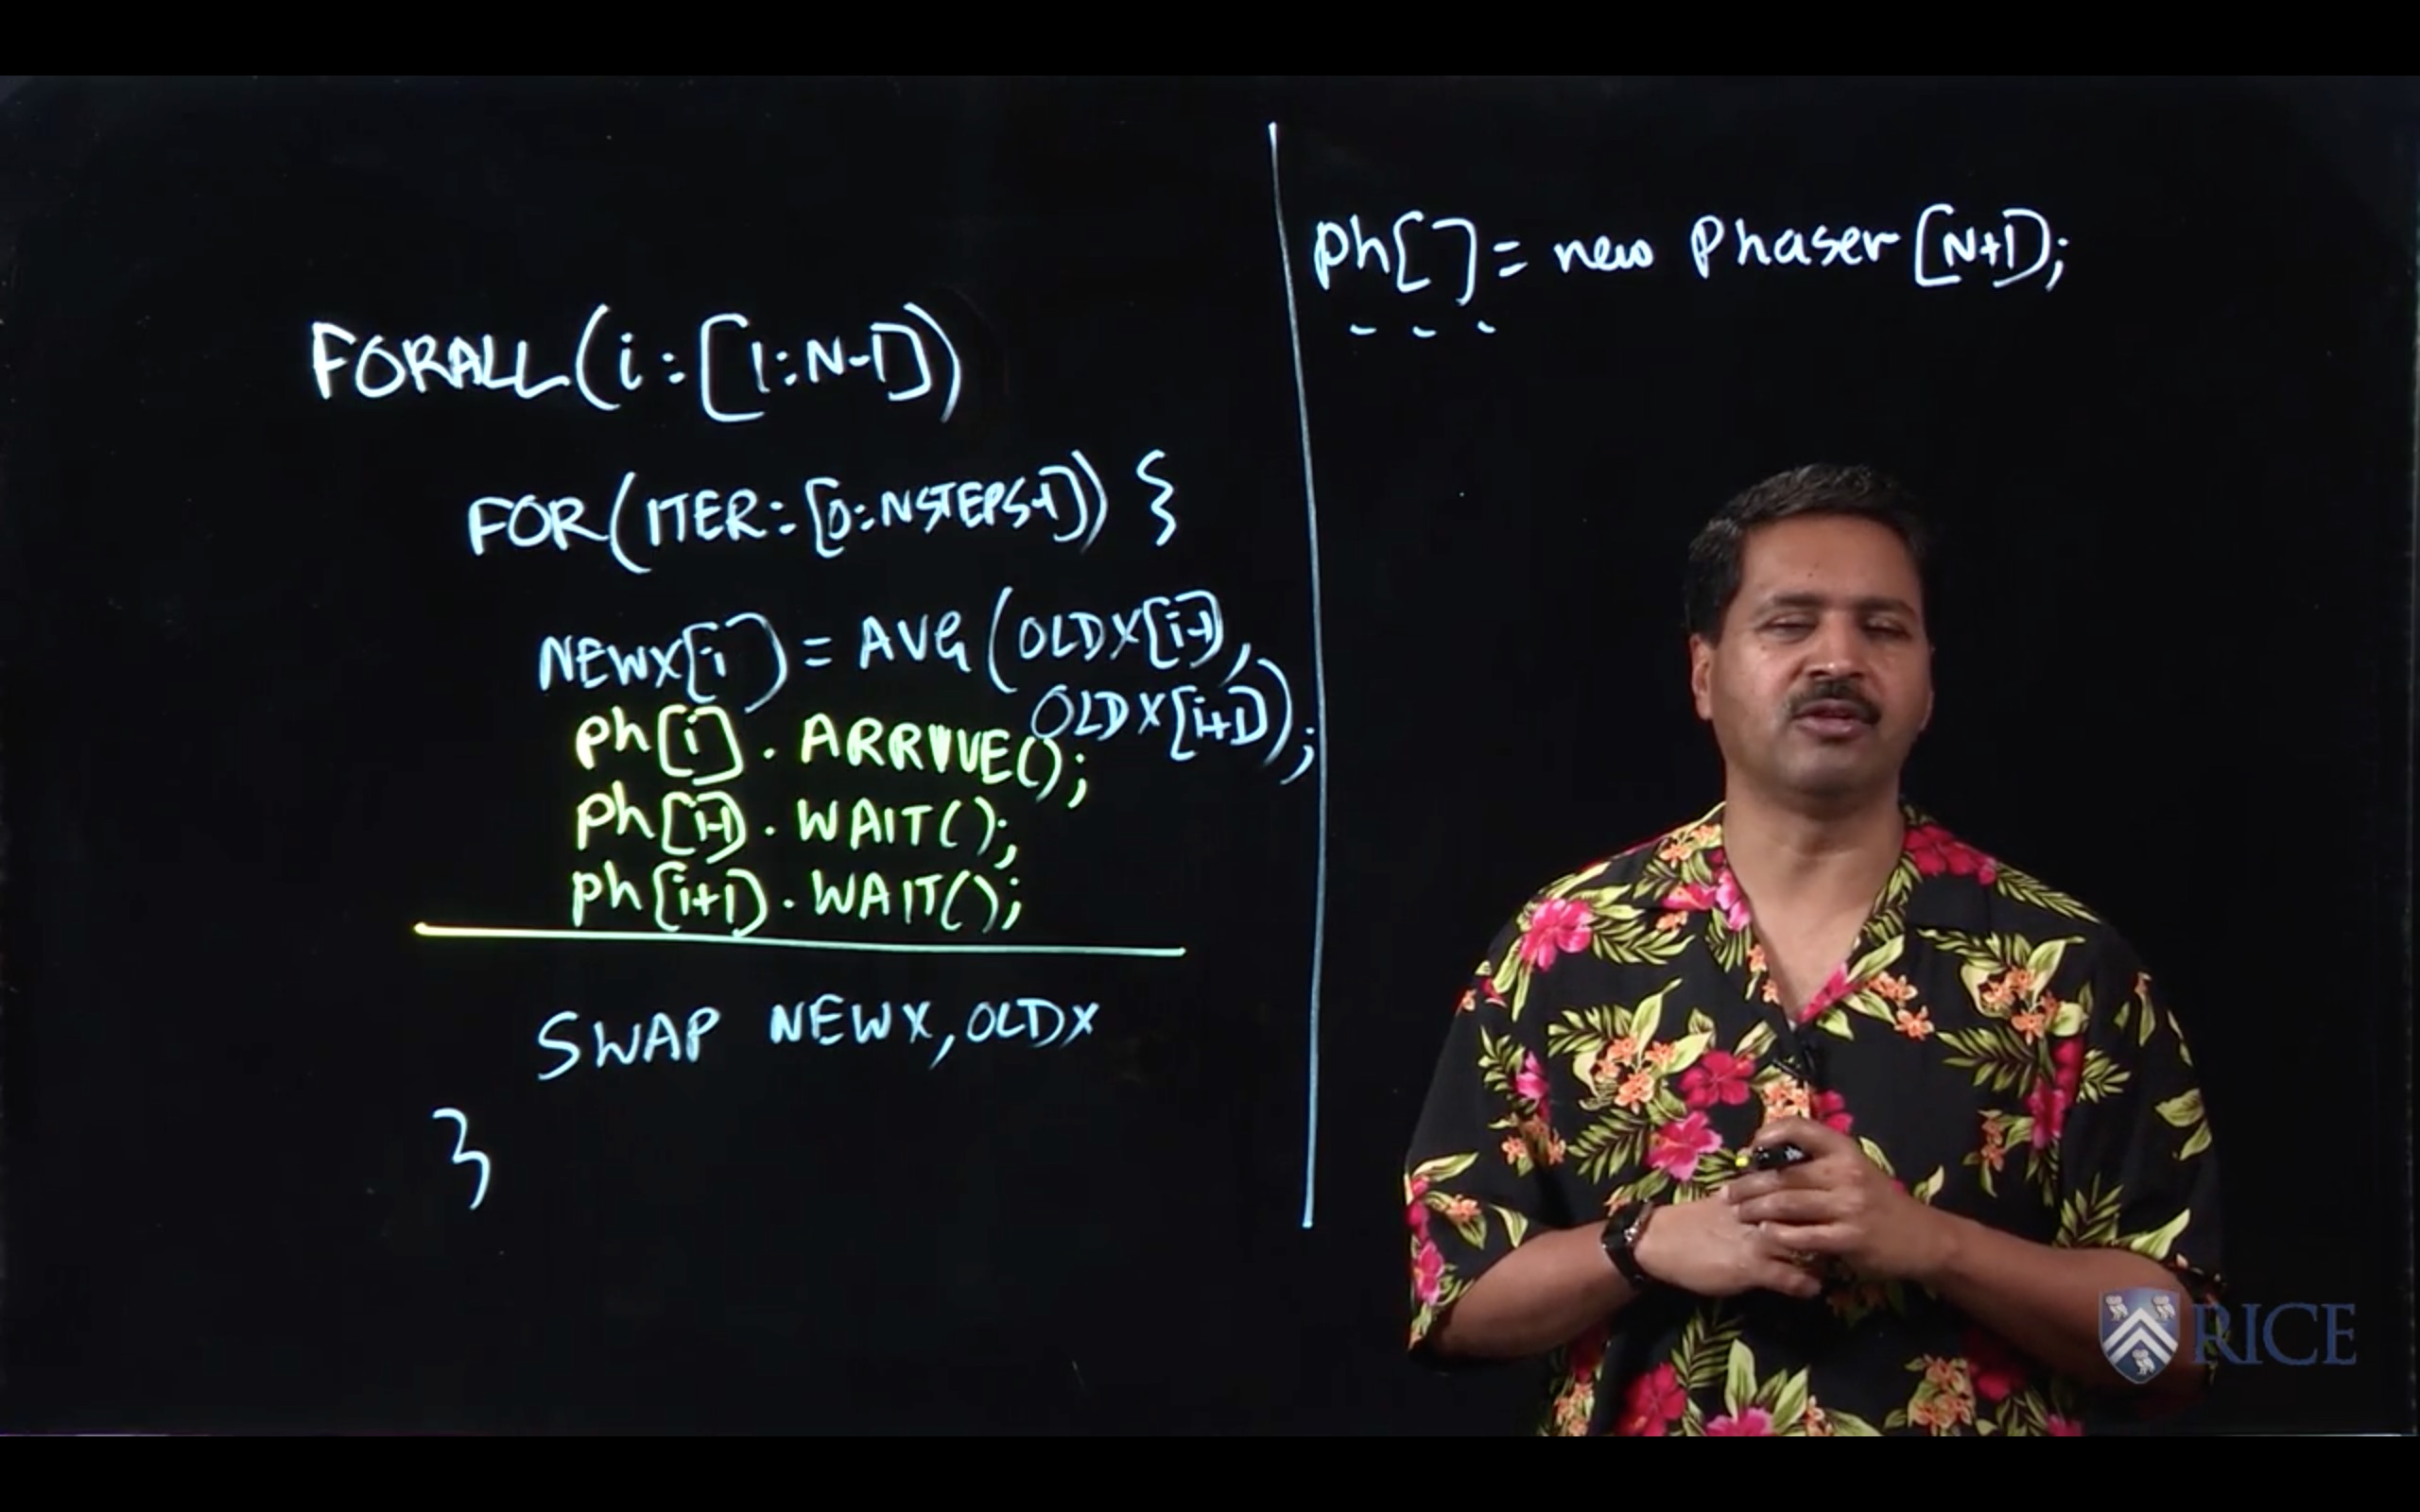 FORALL(i:[1:N-1])
FOR(ITER:[0:NSTEPS-1]) {
NEWX[i] = AVG(OLDX[i-1],
OLDX[i+1]);
ph[i].ARRIVE();
ph[i-1].WAIT();
ph[i+1].WAIT();
SWAP NEWX, OLDX
}
ph[] = new Phaser[N+1];
RICE